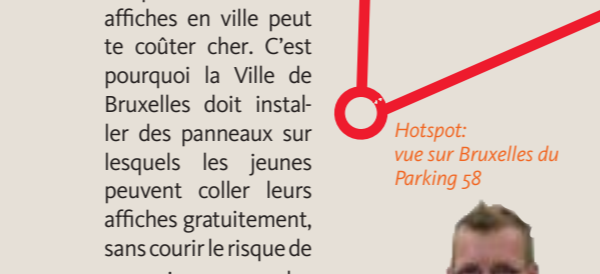 affiches en ville peut
te coûter cher. C'est
pourquoi la Ville de
Bruxelles doit instal-
ler des panneaux sur
lesquels les jeunes
peuvent coller leurs
affiches gratuitement,
sans courir le risque de
Hotspot:
vue sur Bruxelles du
Parking 58